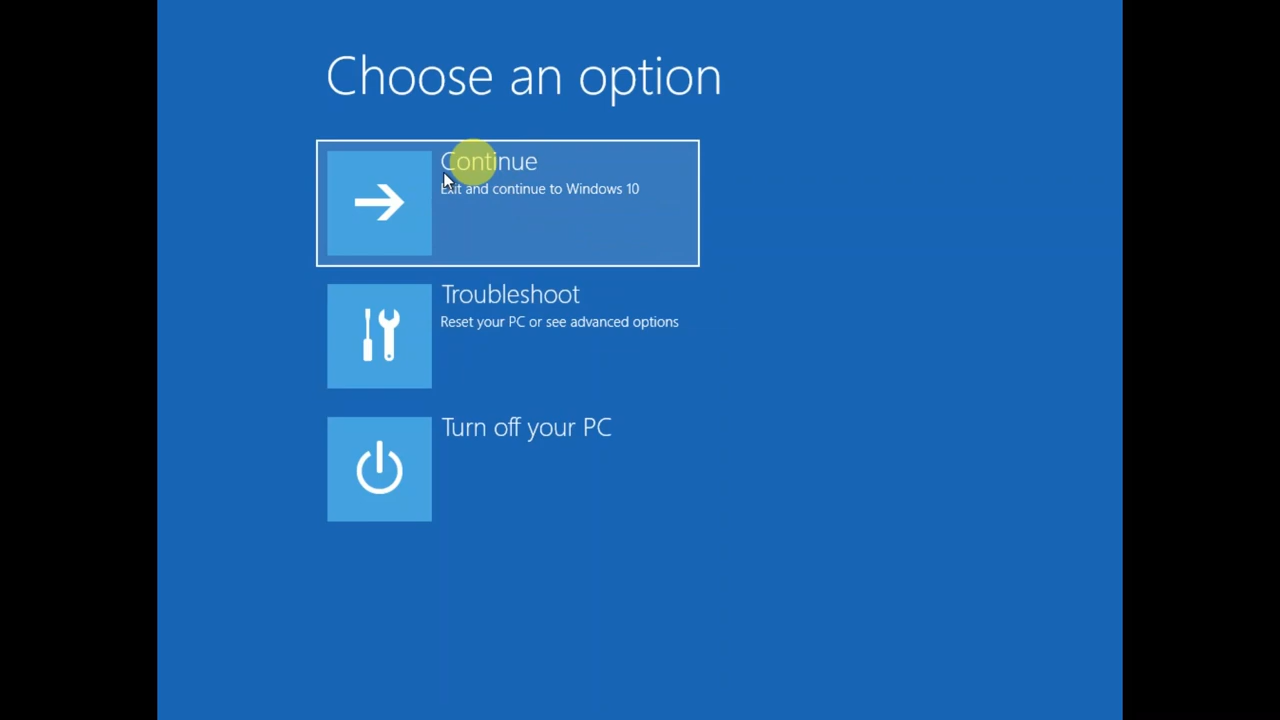 Choose an option
Continue
Exit and continue to Windows 10
Troubleshoot
Reset your PC or see advanced options
Turn off your PC